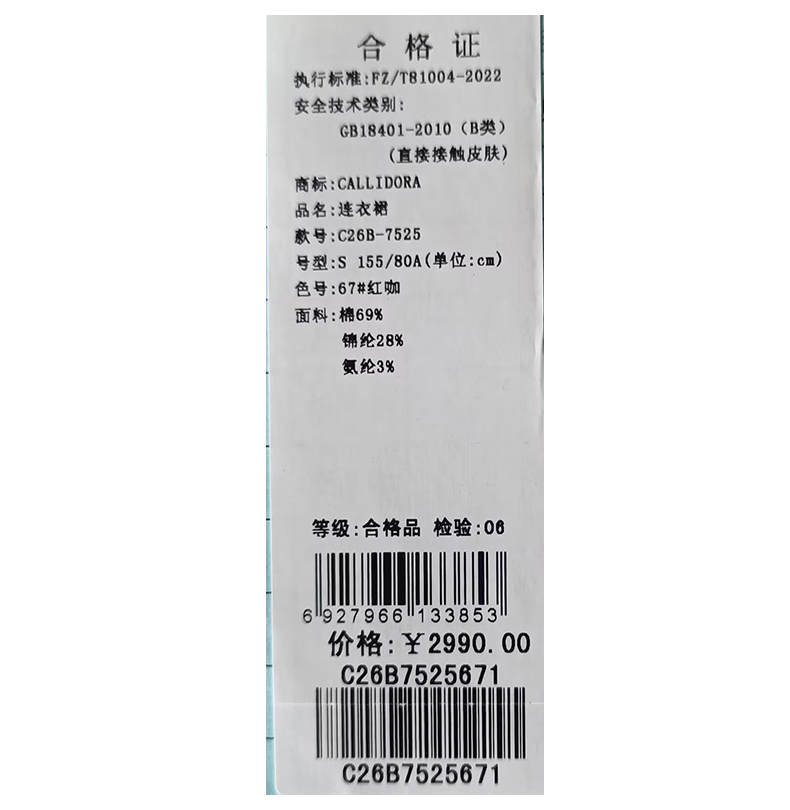 合格证
执行标准:FZ/T81004-2022
安全技术类别:
GB18401-2010（B类）
(直接接触皮肤)
商标:CALLIDORA
品名:连衣裙
款号:C26B-7525
号型:S 155/80A(单位:cm)
色号:67#红咖
面料:棉69%
锦纶28%
氨纶3%
等级:合格品 检验:06
6 927966 133853
价格:￥2990.00
C26B7525671
C26B7525671